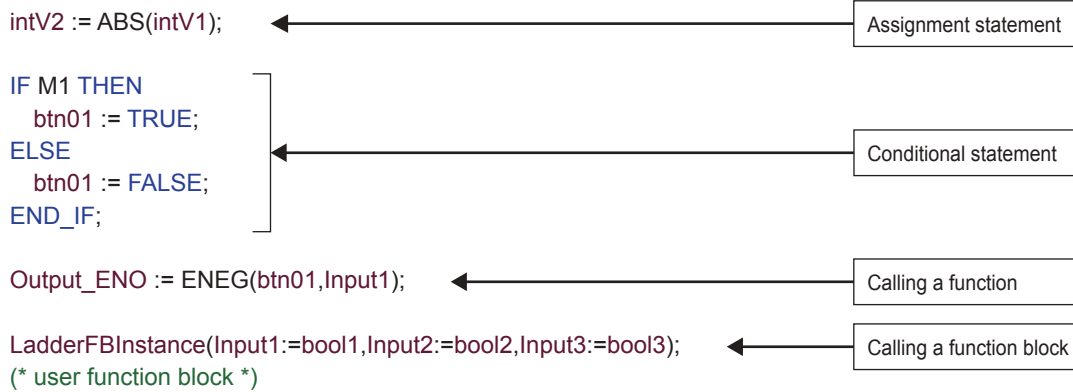 intV2 := ABS(intV1);
Assignment statement
IF M1 THEN
btn01 := TRUE;
ELSE
btn01 := FALSE;
END_IF;
Conditional statement
Output_ENO := ENEG(btn01,Input1);
Calling a function
LadderFBInstance(Input1:=bool1,Input2:=bool2,Input3:=bool3);
Calling a function block
(* user function block *)